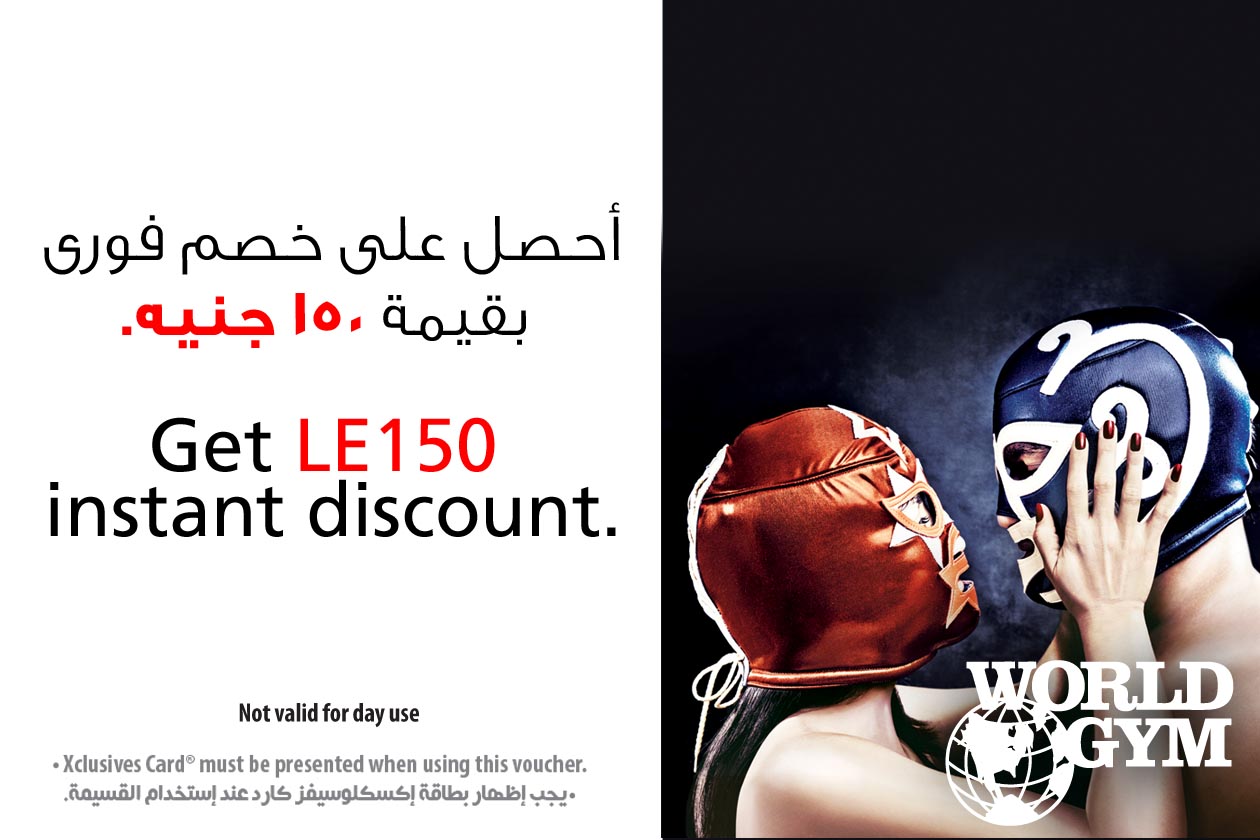 أحصل على خصم فورى
بقيمة ١٥٠ جنيه.
Get LE150
instant discount.
Not valid for day use
• Xclusives Card® must be presented when using this voucher.
•يجب إظهار بطاقة إكسكلوسيفز كارد عند إستخدام القسيمة.
WORLD
GYM